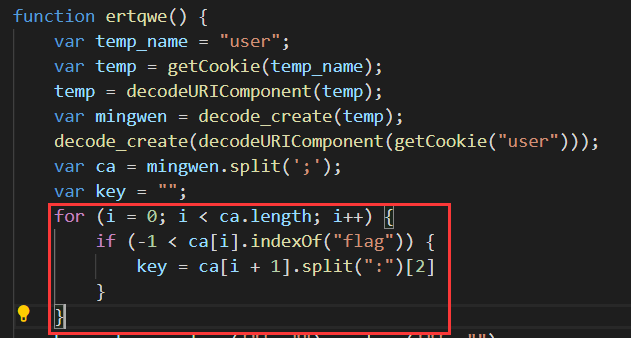 function ertqwe() {
    var temp_name = "user";
    var temp = getCookie(temp_name);
    temp = decodeURIComponent(temp);
    var mingwen = decode_create(temp);
    decode_create(decodeURIComponent(getCookie("user")));
    var ca = mingwen.split(';');
    var key = "";
    for (i = 0; i < ca.length; i++) {
        if (-1 < ca[i].indexOf("flag")) {
            key = ca[i + 1].split(":")[2]
        }
    }